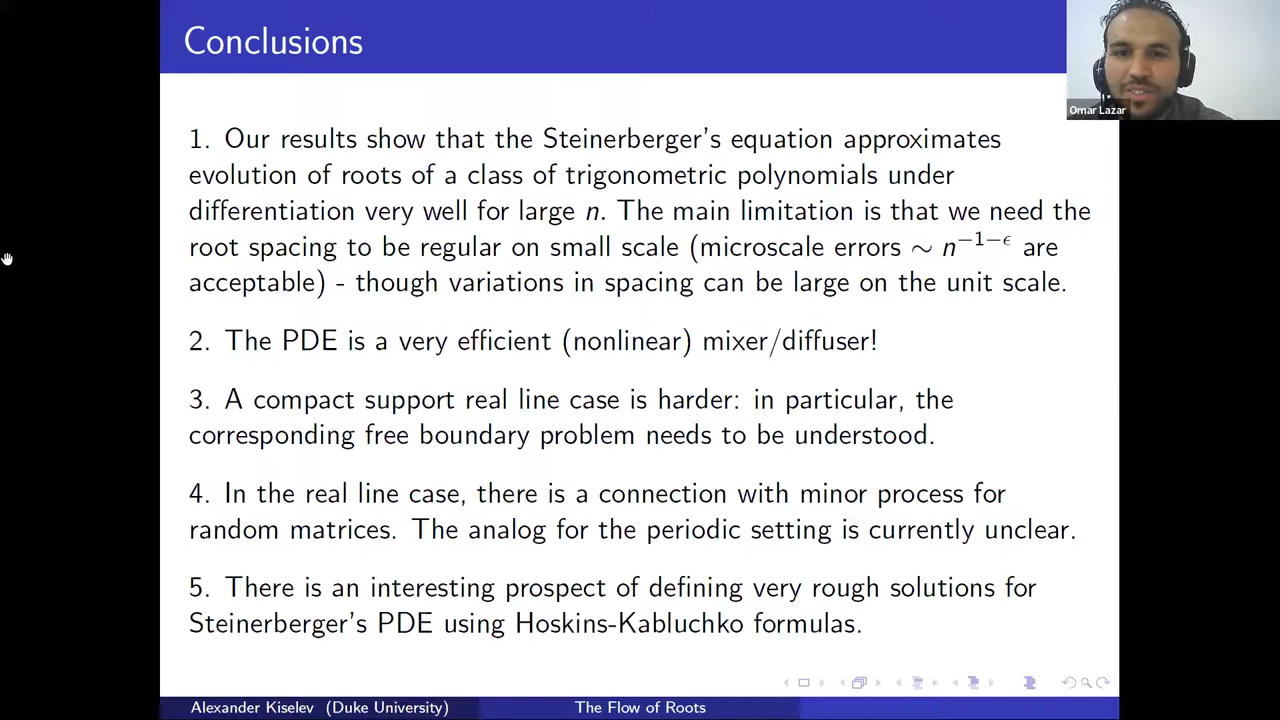 Conclusions
Omar Lazar
1. Our results show that the Steinerberger's equation approximates
evolution of roots of a class of trigonometric polynomials under
differentiation very well for large n. The main limitation is that we need the
root spacing to be regular on small scale (microscale errors ∼ n^{−1−ϵ} are
acceptable) - though variations in spacing can be large on the unit scale.
2. The PDE is a very efficient (nonlinear) mixer/diffuser!
3. A compact support real line case is harder: in particular, the
corresponding free boundary problem needs to be understood.
4. In the real line case, there is a connection with minor process for
random matrices. The analog for the periodic setting is currently unclear.
5. There is an interesting prospect of defining very rough solutions for
Steinerberger's PDE using Hoskins-Kabluchko formulas.
Alexander Kiselev (Duke University)
The Flow of Roots